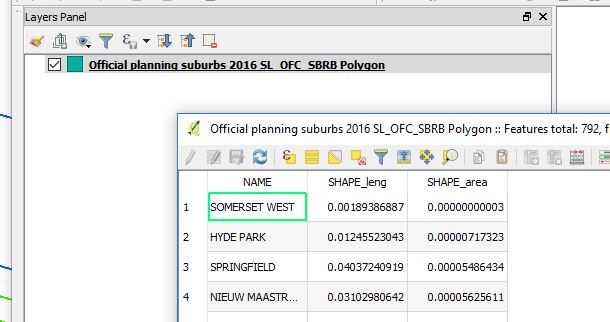 Layers Panel
Official planning suburbs 2016 SL_OFC_SBRB Polygon
Official planning suburbs 2016 SL_OFC_SBRB Polygon :: Features total: 792, f
NAME SHAPE_leng SHAPE_area
1 SOMERSET WEST 0.00189386887 0.00000000003
2 HYDE PARK 0.01245523043 0.00000717323
3 SPRINGFIELD 0.04037240919 0.00005486434
4 NIEUW MAASTR... 0.03102980642 0.00005625611